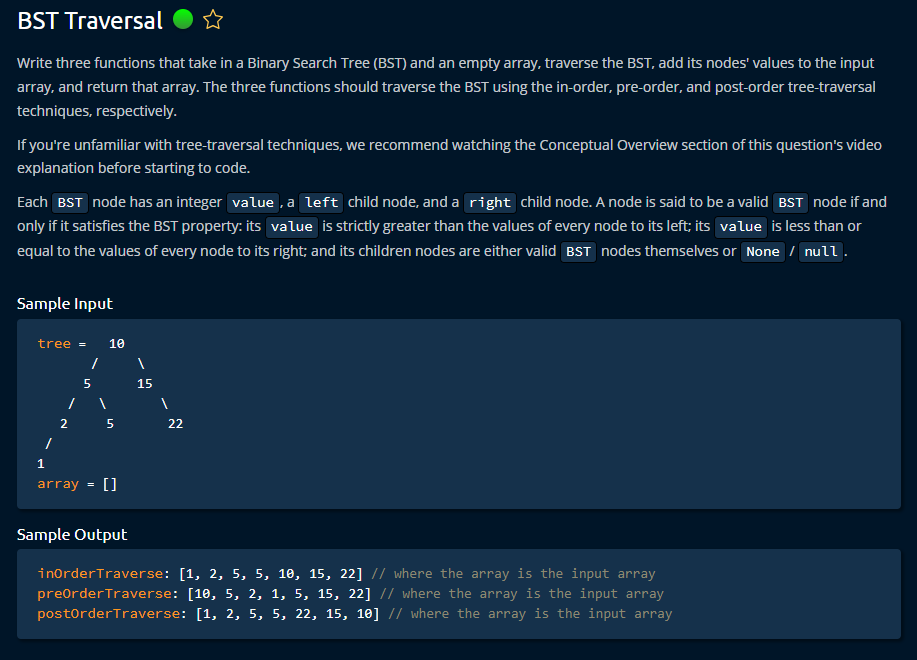 BST Traversal
Write three functions that take in a Binary Search Tree (BST) and an empty array, traverse the BST, add its nodes' values to the input
array, and return that array. The three functions should traverse the BST using the in-order, pre-order, and post-order tree-traversal
techniques, respectively.
If you're unfamiliar with tree-traversal techniques, we recommend watching the Conceptual Overview section of this question's video
explanation before starting to code.
Each BST node has an integer value, a left child node, and a right child node. A node is said to be a valid BST node if and
only if it satisfies the BST property: its value is strictly greater than the values of every node to its left; its value is less than or
equal to the values of every node to its right; and its children nodes are either valid BST nodes themselves or None / null.
Sample Input
tree =   10
       /     \
      5      15
    /   \       \
   2     5       22
 /
1
array = []
Sample Output
inOrderTraverse: [1, 2, 5, 5, 10, 15, 22] // where the array is the input array
preOrderTraverse: [10, 5, 2, 1, 5, 15, 22] // where the array is the input array
postOrderTraverse: [1, 2, 5, 5, 22, 15, 10] // where the array is the input array